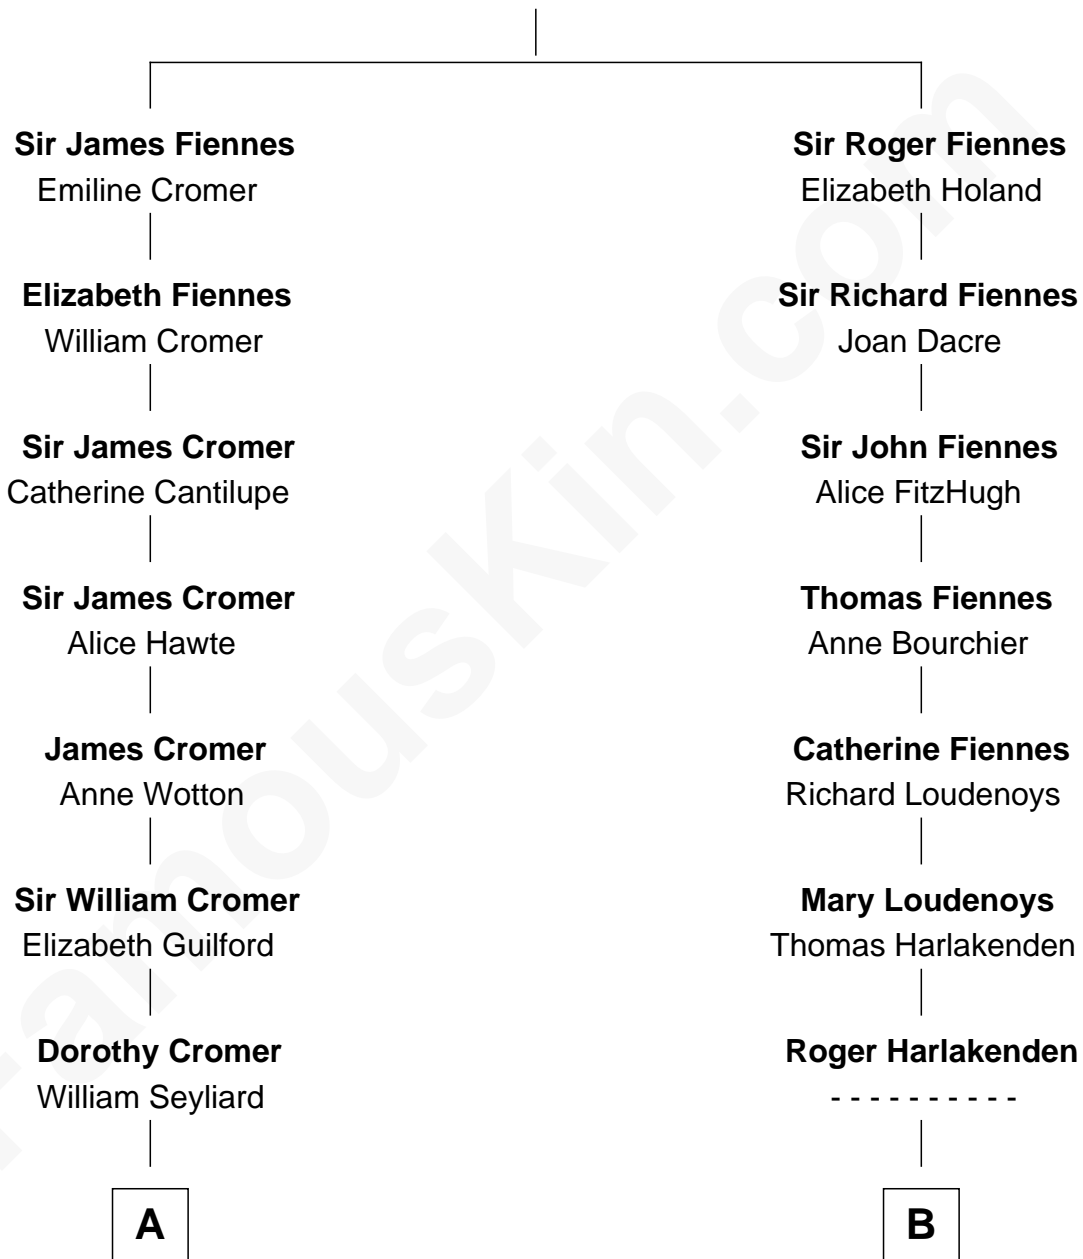 Sir James Fiennes
Emiline Cromer
Elizabeth Fiennes
William Cromer
Sir James Cromer
Catherine Cantilupe
Sir James Cromer
Alice Hawte
James Cromer
Anne Wotton
Sir William Cromer
Elizabeth Guilford
Dorothy Cromer
William Seyliard
A
Sir Roger Fiennes
Elizabeth Holand
Sir Richard Fiennes
Joan Dacre
Sir John Fiennes
Alice FitzHugh
Thomas Fiennes
Anne Bourchier
Catherine Fiennes
Richard Loudenoys
Mary Loudenoys
Thomas Harlakenden
Roger Harlakenden
- - - - - - - - - -
B
FamousKin.com